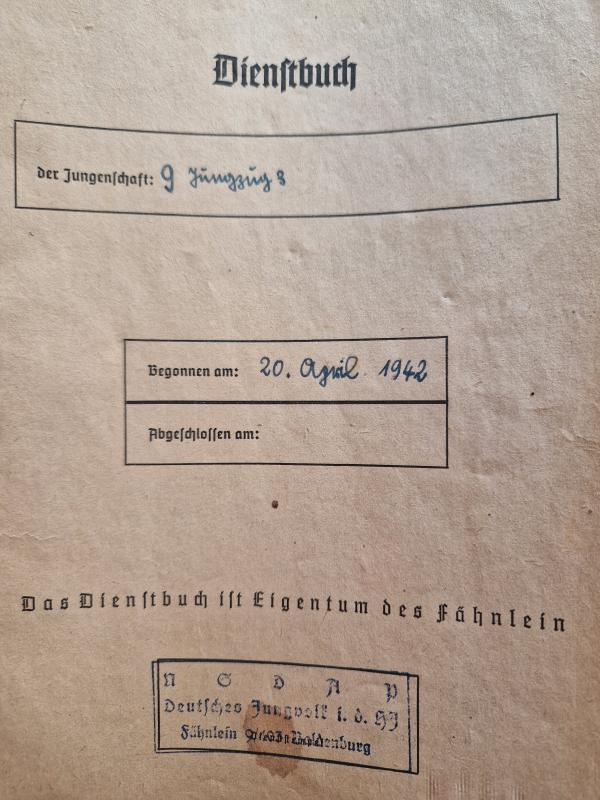 Dienstbuch
der Jungenschaft: 9 Jungzug 3
Begonnen am: 20. April 1942
Abgeschlossen am:
Das Dienstbuch ist Eigentum des Fähnlein
N S D A P
Deutsches Jungvolk i. d. HJ
Fähnlein